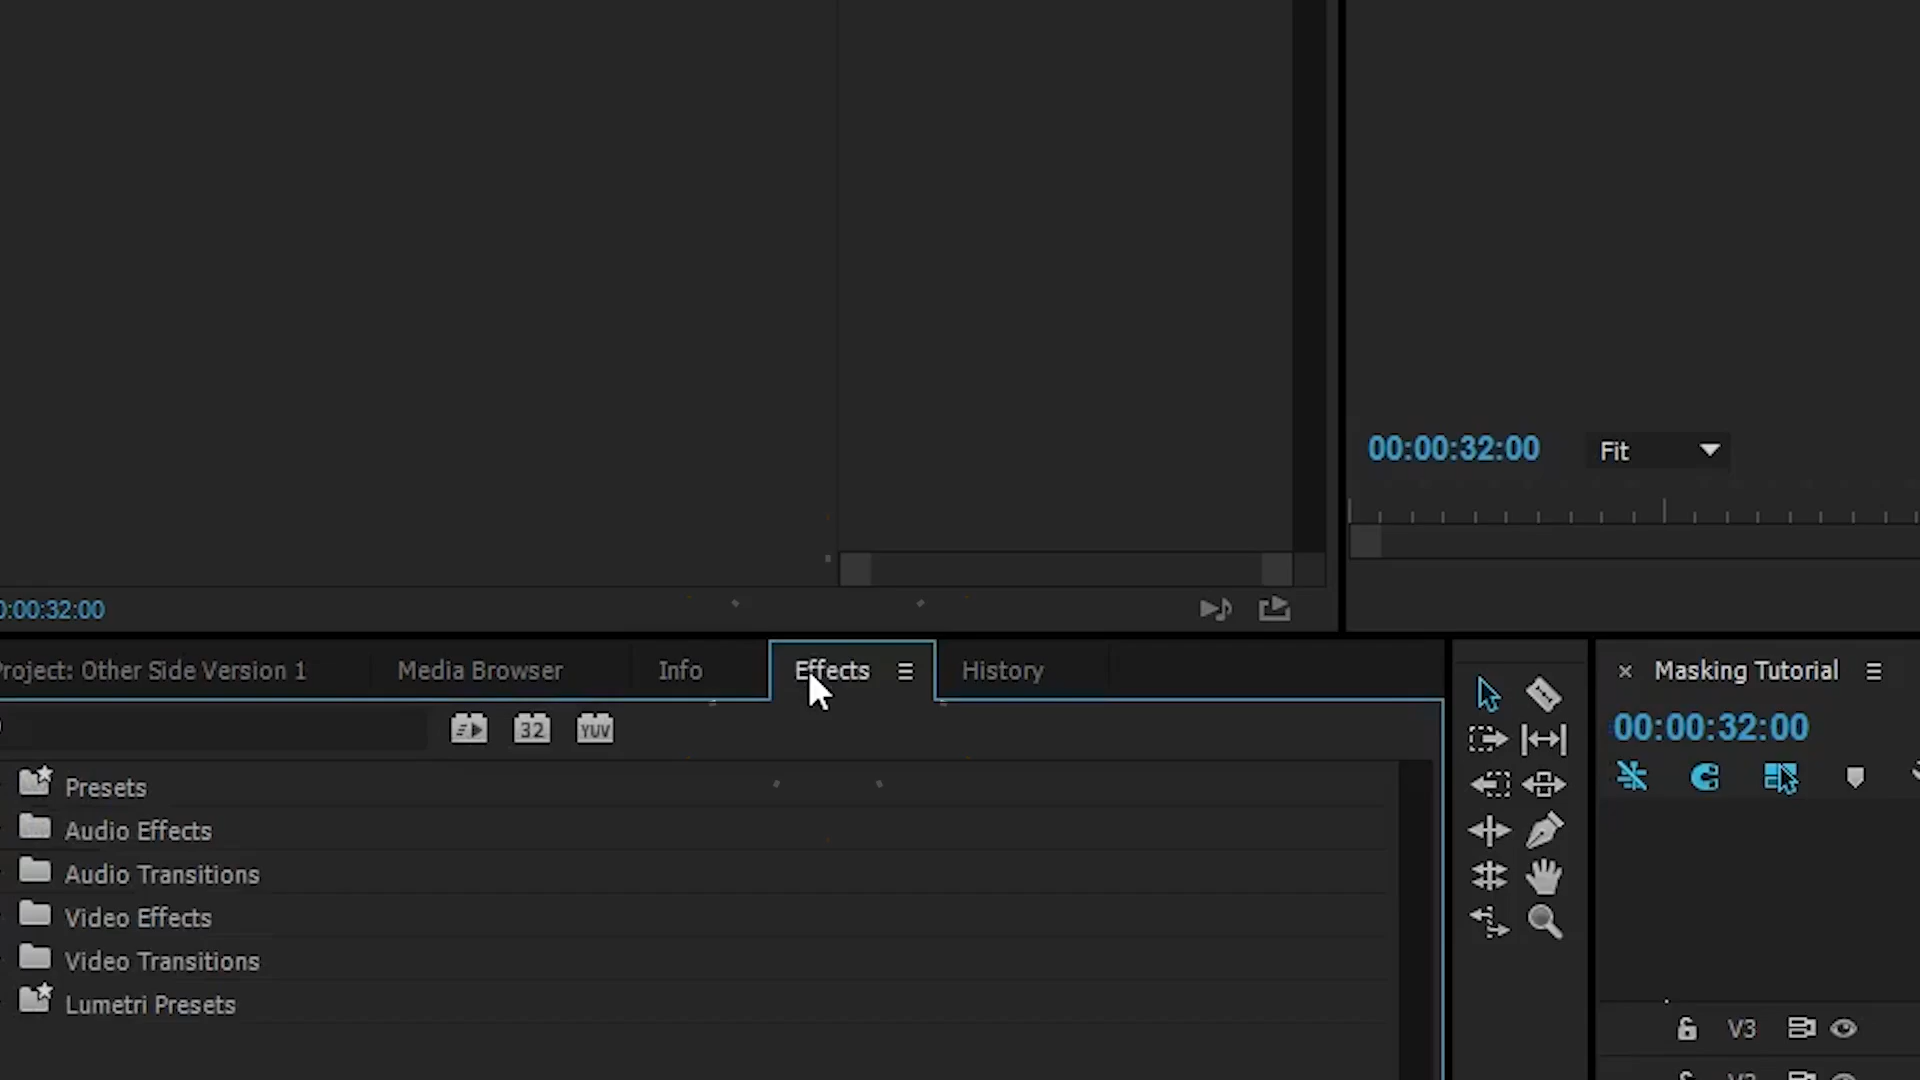 00:00:32:00 Fit
0:00:32:00
Project: Other Side Version 1 Media Browser Info Effects History
32 YUV
Presets
Audio Effects
Audio Transitions
Video Effects
Video Transitions
Lumetri Presets
Masking Tutorial
00:00:32:00
V3